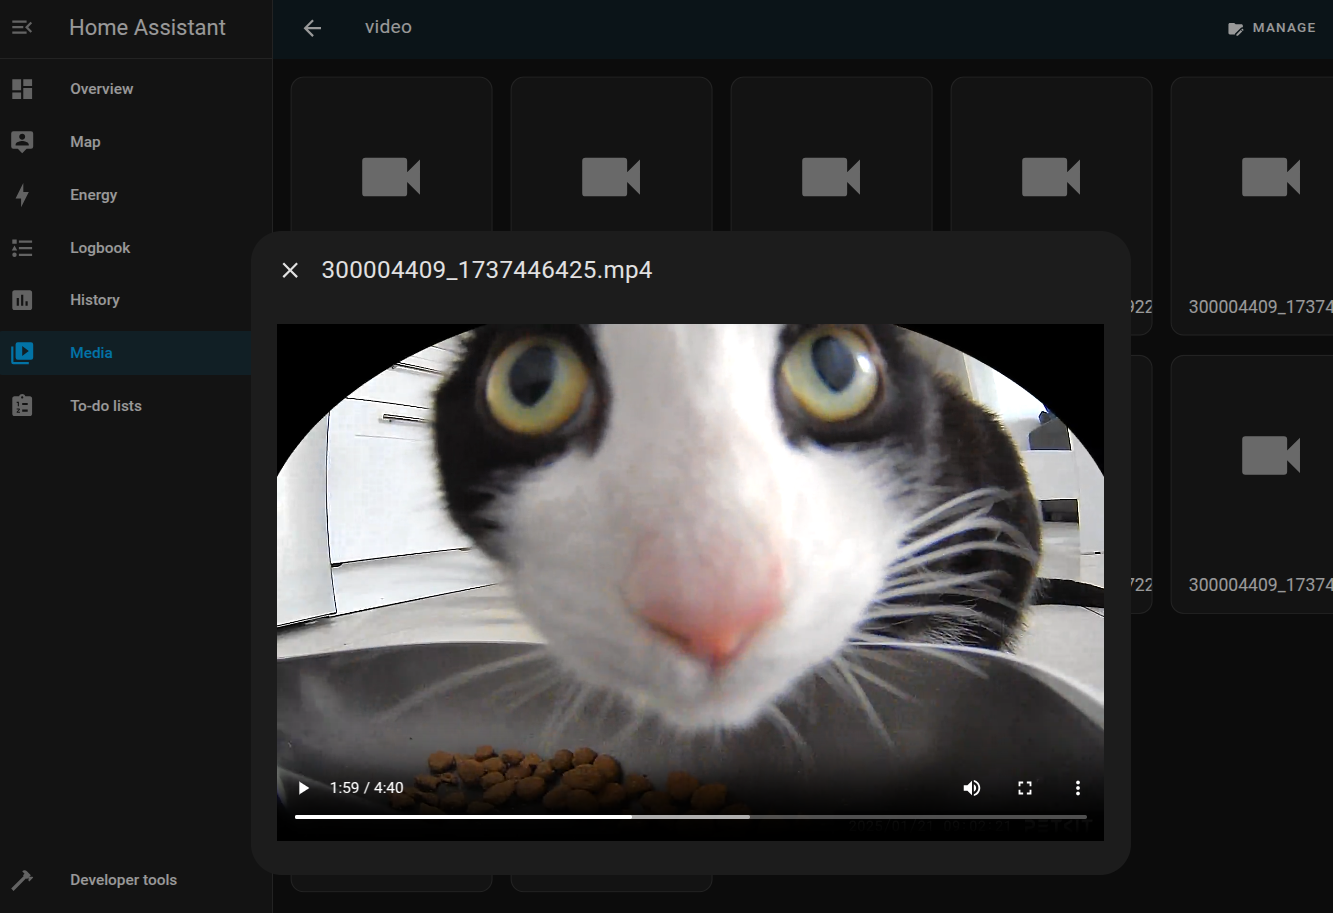 Home Assistant
video
MANAGE
Overview
Map
Energy
Logbook
History
Media
To-do lists
Developer tools
922
300004409_17374
300004409_1737446425.mp4
722
300004409_17374
1:59 / 4:40
PETKIT